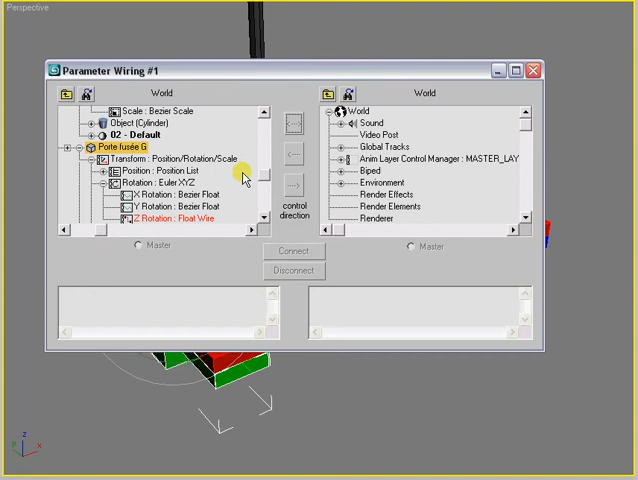 Perspective
Parameter Wiring #1
World
World
Scale : Bezier Scale
Object (Cylinder)
02 - Default
Porte fusée G
Transform : Position/Rotation/Scale
Position : Position List
Rotation : Euler XYZ
X Rotation : Bezier Float
Y Rotation : Bezier Float
Z Rotation : Float Wire
Master
<-->
<--
-->
control
direction
Connect
Disconnect
World
Sound
Video Post
Global Tracks
Anim Layer Control Manager : MASTER_LAY
Biped
Environment
Render Effects
Render Elements
Renderer
Master
z
x